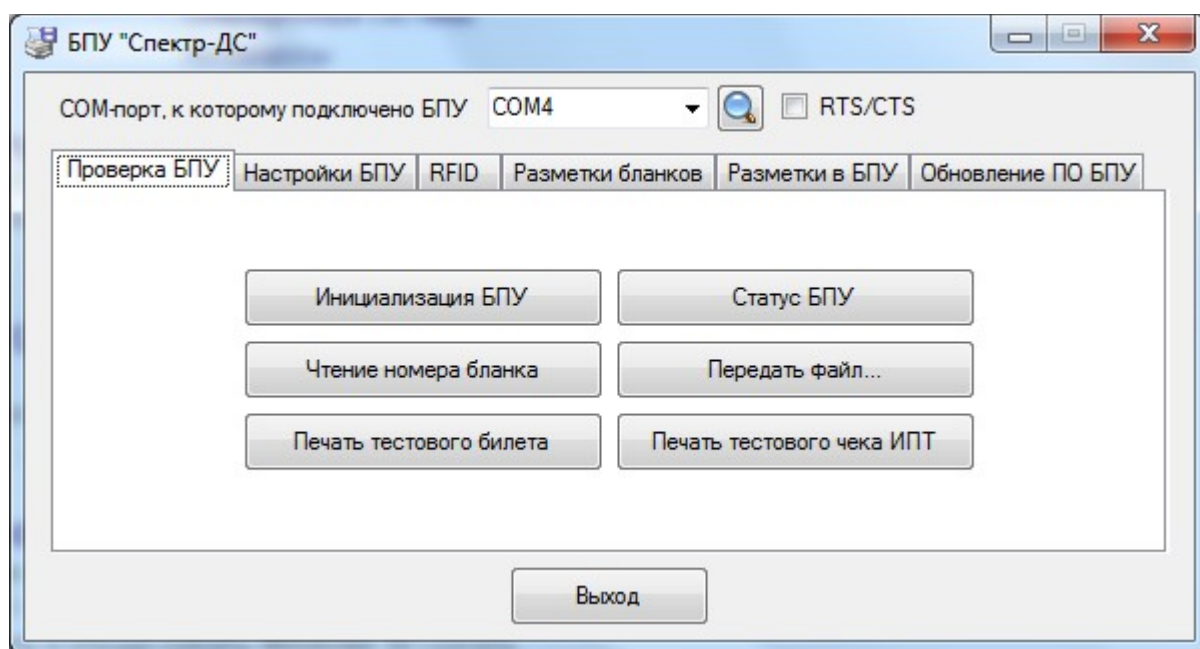 БПУ "Спектр-ДС"
COM-порт, к которому подключено БПУ COM4 RTS/CTS
Проверка БПУ Настройки БПУ RFID Разметки бланков Разметки в БПУ Обновление ПО БПУ
Инициализация БПУ Статус БПУ
Чтение номера бланка Передать файл...
Печать тестового билета Печать тестового чека ИПТ
Выход